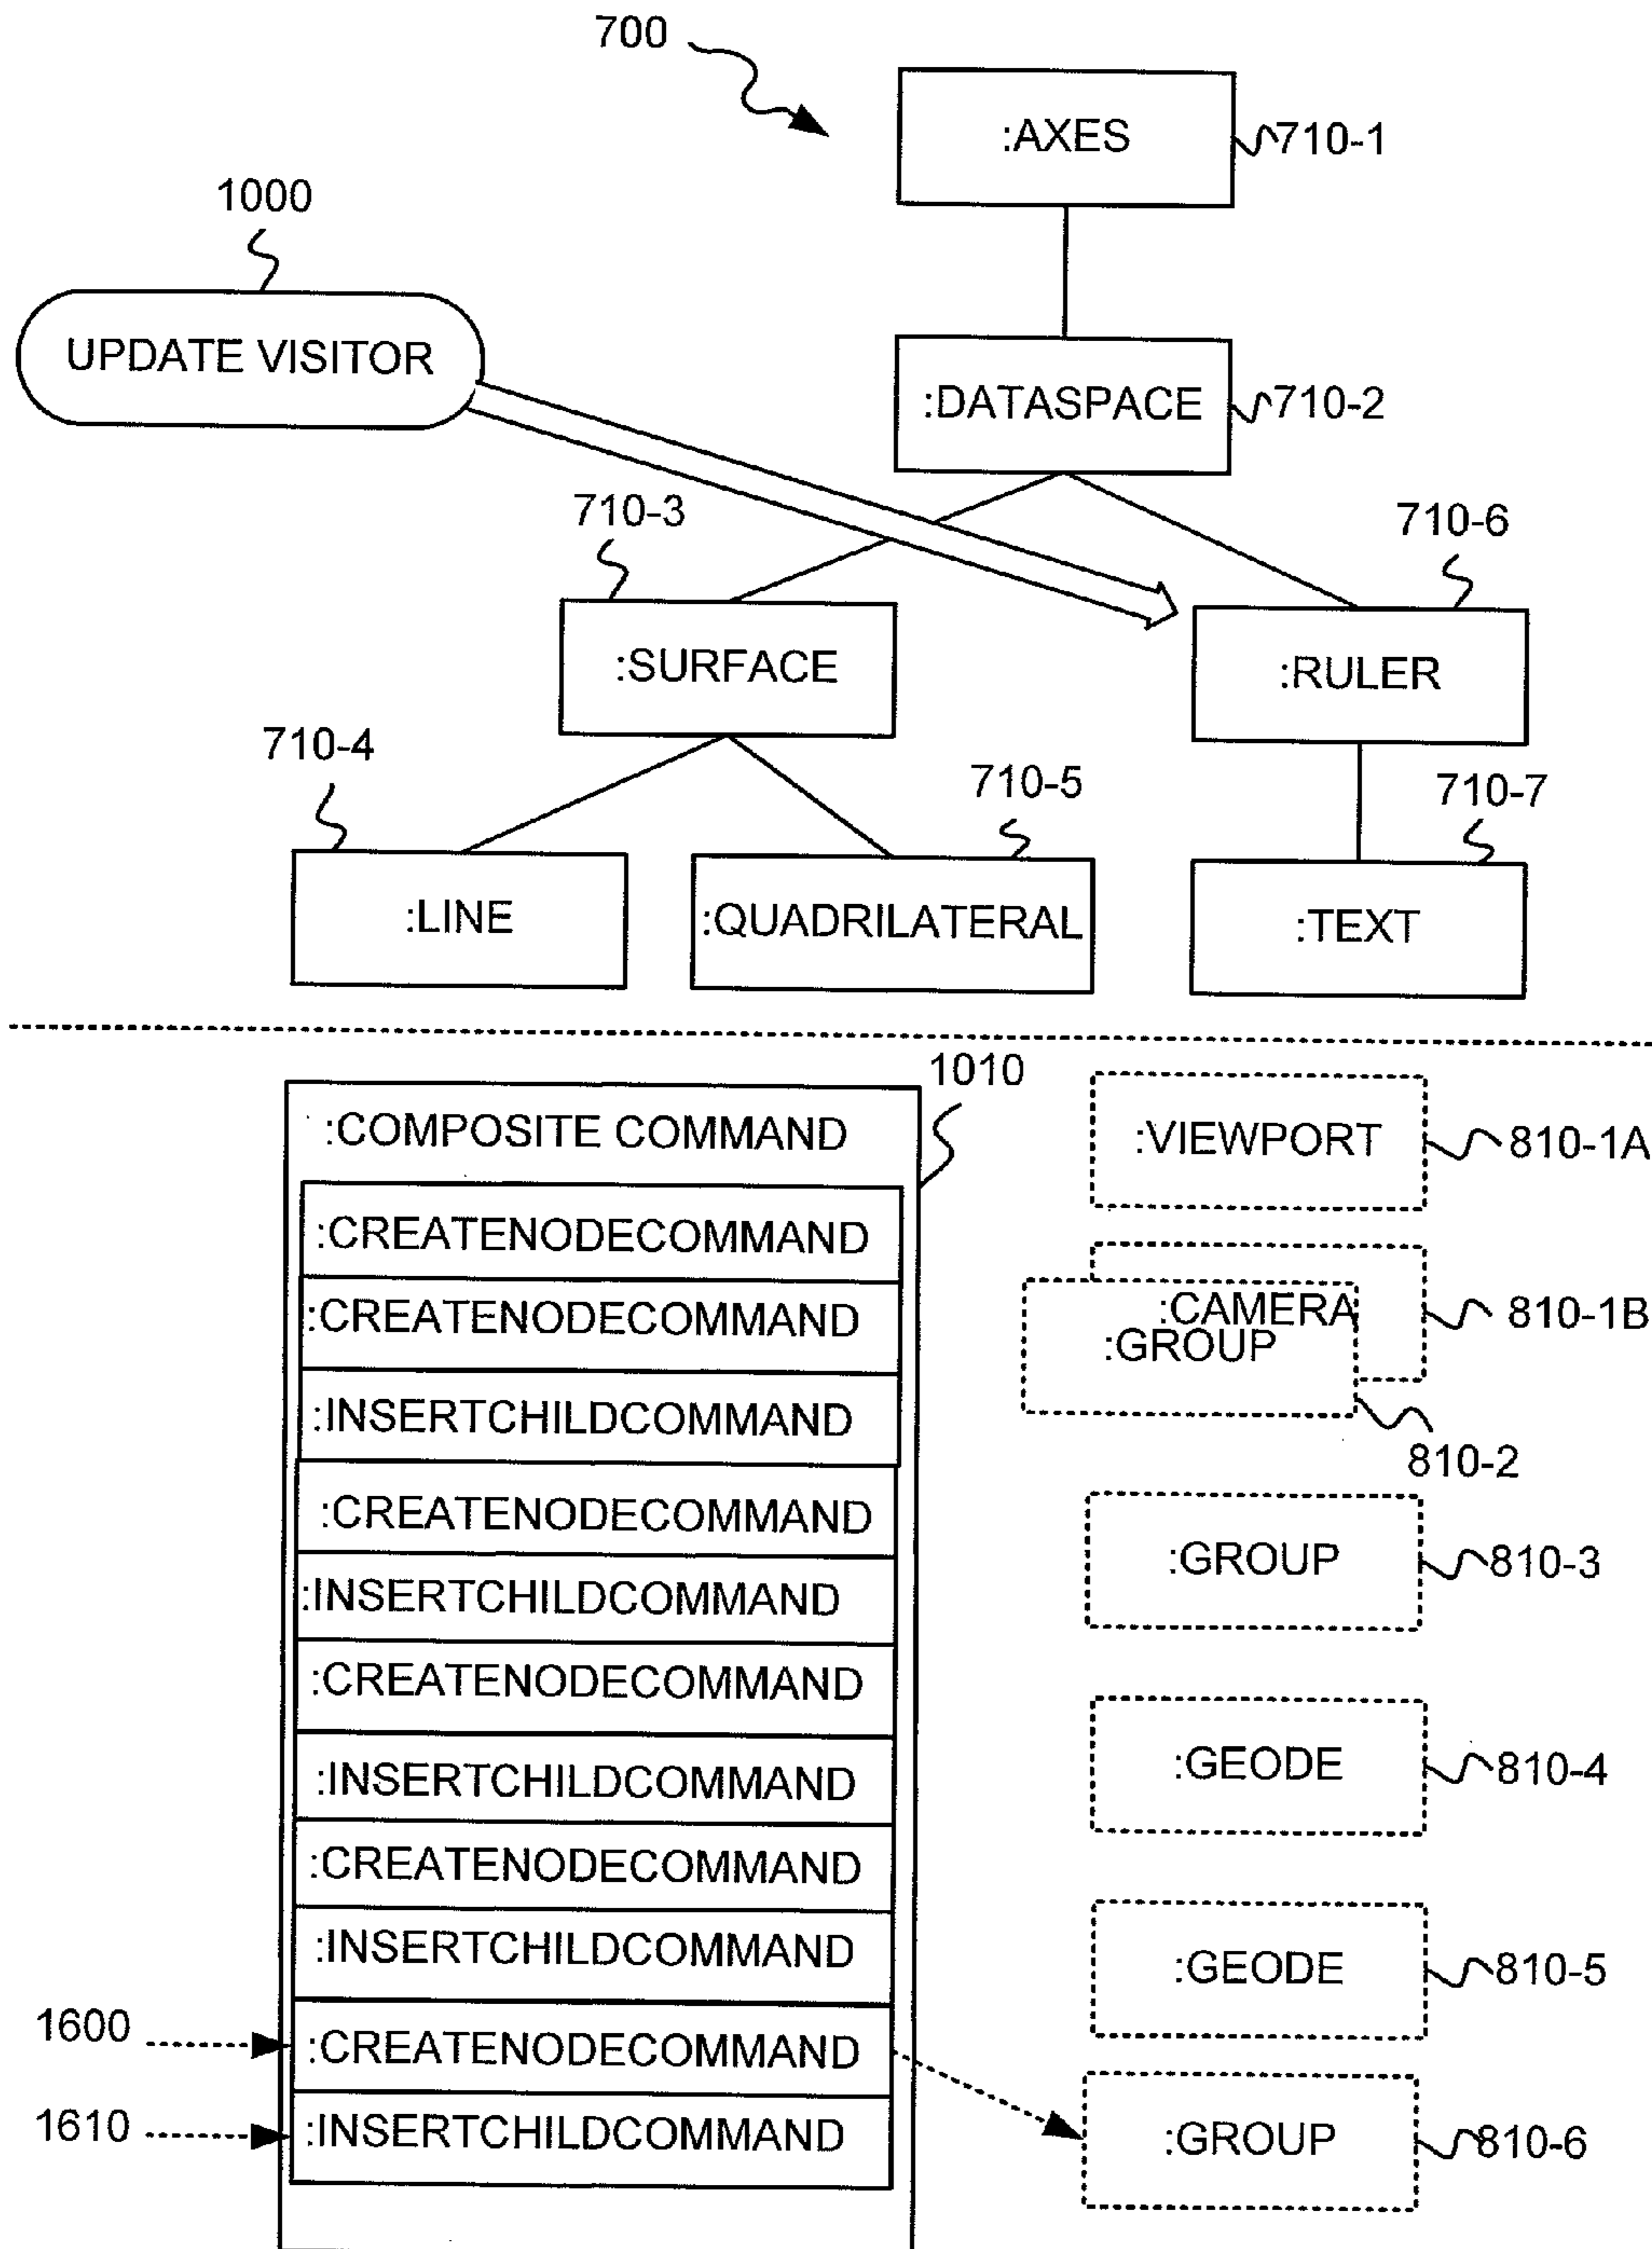 700
:AXES
710-1
1000
UPDATE VISITOR
:DATASPACE
710-2
710-3
710-6
:SURFACE
:RULER
710-4
710-5
710-7
:LINE
:QUADRILATERAL
:TEXT
1010
:COMPOSITE COMMAND
:VIEWPORT
810-1A
:CREATENODECOMMAND
:CREATENODECOMMAND
:CAMERA
810-1B
:GROUP
:INSERTCHILDCOMMAND
810-2
:CREATENODECOMMAND
:GROUP
810-3
:INSERTCHILDCOMMAND
:CREATENODECOMMAND
:GEODE
810-4
:INSERTCHILDCOMMAND
:CREATENODECOMMAND
:INSERTCHILDCOMMAND
:GEODE
810-5
1600
:CREATENODECOMMAND
1610
:INSERTCHILDCOMMAND
:GROUP
810-6